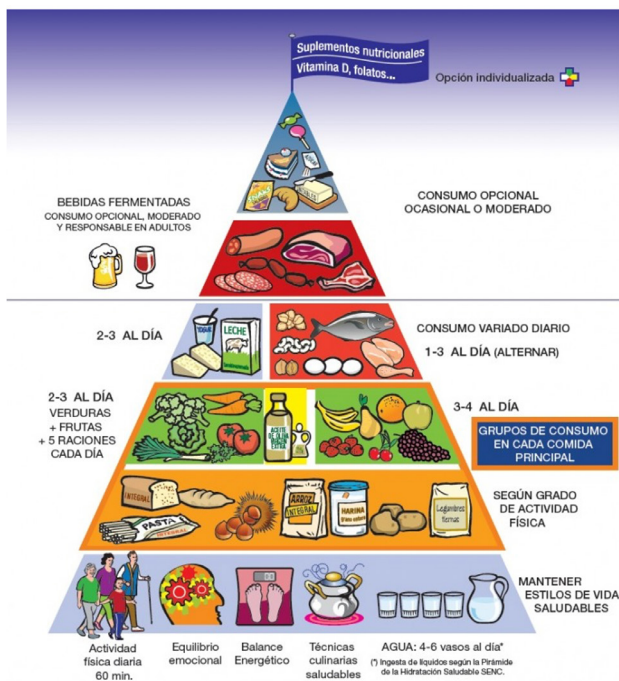 Suplementos nutricionales
Vitamina D, folatos...
Opción individualizada
BEBIDAS FERMENTADAS
CONSUMO OPCIONAL, MODERADO
Y RESPONSABLE EN ADULTOS
CONSUMO OPCIONAL
OCASIONAL O MODERADO
2-3 AL DÍA
YOGUR
LECHE
CONSUMO VARIADO DIARIO
1-3 AL DÍA (ALTERNAR)
2-3 AL DÍA
VERDURAS
+ FRUTAS
+ 5 RACIONES
CADA DÍA
ACEITE
DE OLIVA
VIRGEN
EXTRA
3-4 AL DÍA
GRUPOS DE CONSUMO
EN CADA COMIDA
PRINCIPAL
INTEGRAL
PASTA
INTEGRAL
ARROZ
INTEGRAL
HARINA
Legumbres
tiernas
SEGÚN GRADO
DE ACTIVIDAD
FÍSICA
MANTENER
ESTILOS DE VIDA
SALUDABLES
Actividad
física diaria
60 min.
Equilibrio
emocional
Balance
Energético
Técnicas
culinarias
saludables
AGUA: 4-6 vasos al día*
(*) Ingesta de líquidos según la Pirámide
de la Hidratación Saludable SENC.